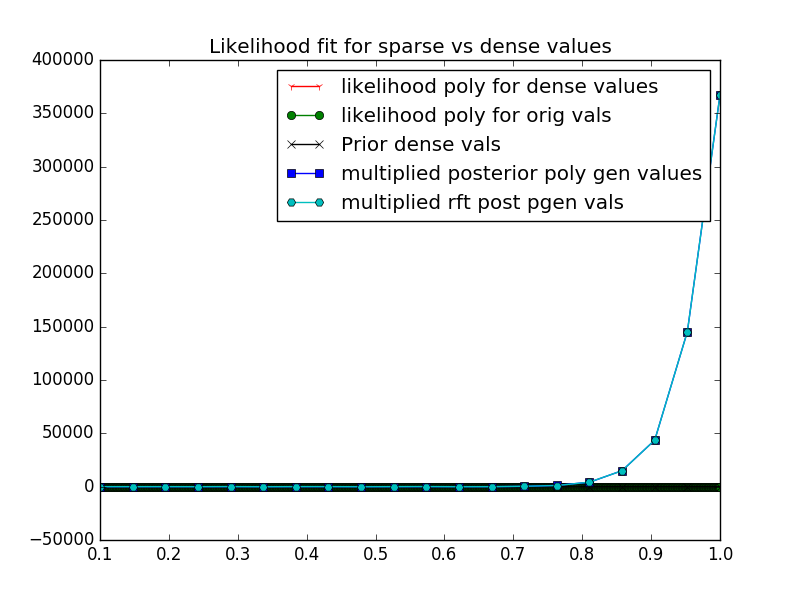 Likelihood fit for sparse vs dense values
400000
350000
300000
250000
200000
150000
100000
50000
0
−50000
likelihood poly for dense values
likelihood poly for orig vals
Prior dense vals
multiplied posterior poly gen values
multiplied rft post pgen vals
0.1 0.2 0.3 0.4 0.5 0.6 0.7 0.8 0.9 1.0